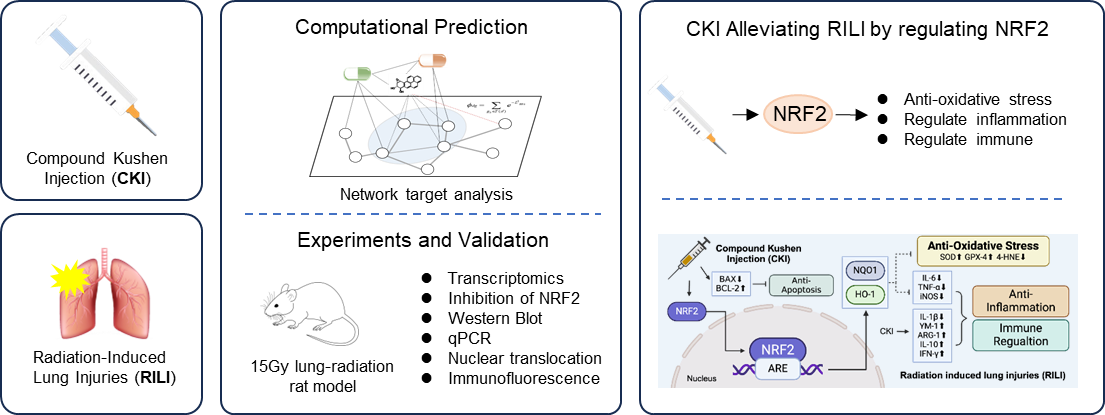 Compound Kushen
Injection (CKI)
Radiation-Induced
Lung Injuries (RILI)
Computational Prediction
Network target analysis
Experiments and Validation
15Gy lung-radiation
rat model
● Transcriptomics
● Inhibition of NRF2
● Western Blot
● qPCR
● Nuclear translocation
● Immunofluorescence
CKI Alleviating RILI by regulating NRF2
NRF2
● Anti-oxidative stress
● Regulate inflammation
● Regulate immune
Compound Kushen
Injection (CKI)
BAX⬇
BCL-2⬆
Anti-
Apoptosis
NRF2
NRF2
ARE
Nucleus
NQO1
HO-1
Anti-Oxidative Stress
SOD⬆ GPX-4⬆ 4-HNE⬇
IL-6⬇
TNF-α⬇
iNOS⬇
CKI
IL-1β⬇
YM-1⬆
ARG-1⬆
IL-10⬆
IFN-γ⬆
Anti-
Inflammation
Immune
Regualtion
Radiation induced lung injuries (RILI)